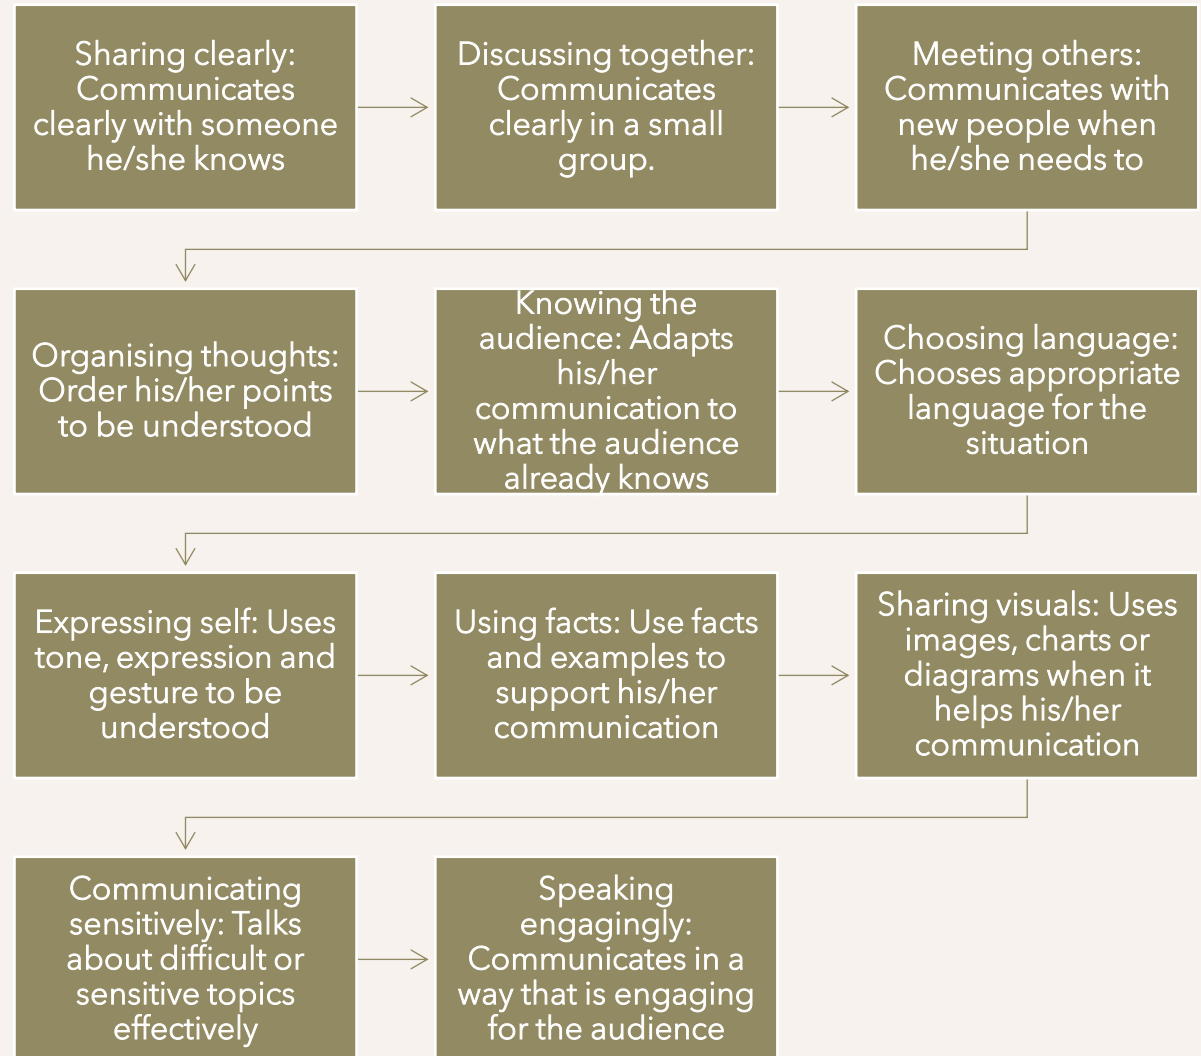 Sharing clearly:
Communicates
clearly with someone
he/she knows
Discussing together:
Communicates
clearly in a small
group.
Meeting others:
Communicates with
new people when
he/she needs to
Organising thoughts:
Order his/her points
to be understood
Knowing the
audience: Adapts
his/her
communication to
what the audience
already knows
Choosing language:
Chooses appropriate
language for the
situation
Expressing self: Uses
tone, expression and
gesture to be
understood
Using facts: Use facts
and examples to
support his/her
communication
Sharing visuals: Uses
images, charts or
diagrams when it
helps his/her
communication
Communicating
sensitively: Talks
about difficult or
sensitive topics
effectively
Speaking
engagingly:
Communicates in a
way that is engaging
for the audience